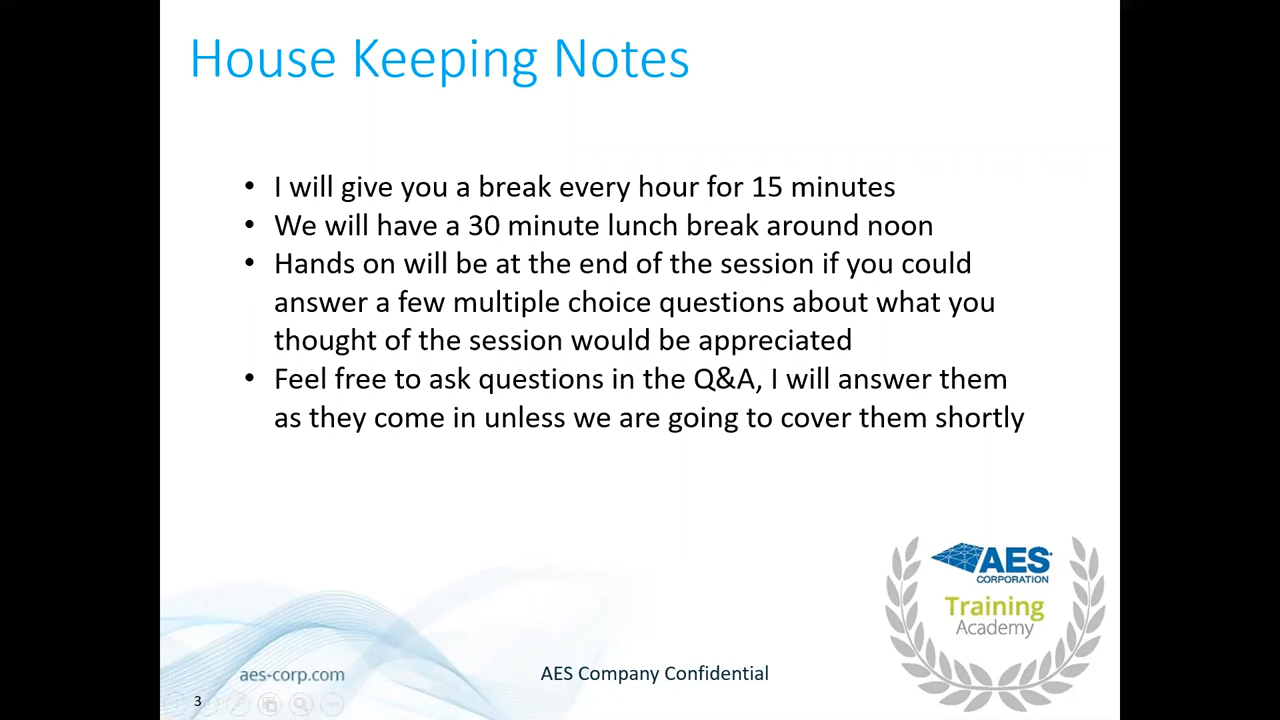 House Keeping Notes
• I will give you a break every hour for 15 minutes
• We will have a 30 minute lunch break around noon
• Hands on will be at the end of the session if you could
answer a few multiple choice questions about what you
thought of the session would be appreciated
• Feel free to ask questions in the Q&A, I will answer them
as they come in unless we are going to cover them shortly
AES
CORPORATION
Training
Academy
aes-corp.com
AES Company Confidential
3